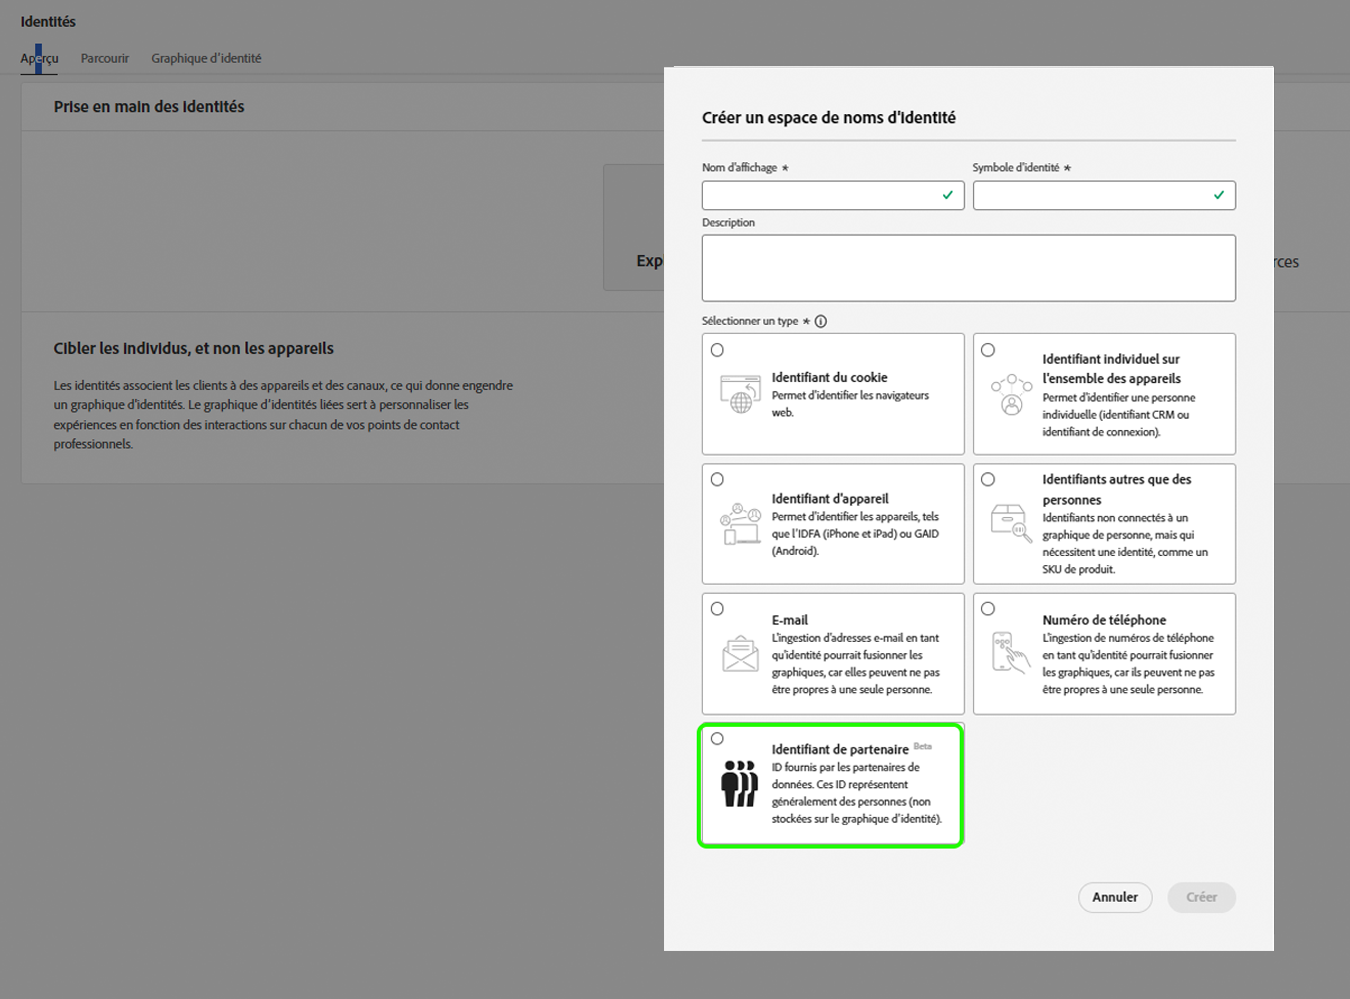 Identités
Aperçu Parcourir Graphique d'identité
Prise en main des identités
Exp
rces
Cibler les individus, et non les appareils
Les identités associent les clients à des appareils et des canaux, ce qui donne engendre
un graphique d'identités. Le graphique d'identités liées sert à personnaliser les
expériences en fonction des interactions sur chacun de vos points de contact
professionnels.
Créer un espace de noms d'identité
Nom d'affichage * Symbole d'identité *
Description
Sélectionner un type *
Identifiant du cookie
Permet d'identifier les navigateurs
web.
Identifiant individuel sur
l'ensemble des appareils
Permet d'identifier une personne
individuelle (identifiant CRM ou
identifiant de connexion).
Identifiant d'appareil
Permet d'identifier les appareils, tels
que l'IDFA (iPhone et iPad) ou GAID
(Android).
Identifiants autres que des
personnes
Identifiants non connectés à un
graphique de personne, mais qui
nécessitent une identité, comme un
SKU de produit.
E-mail
L'ingestion d'adresses e-mail en tant
qu'identité pourrait fusionner les
graphiques, car elles peuvent ne pas
être propres à une seule personne.
Numéro de téléphone
L'ingestion de numéros de téléphone
en tant qu'identité pourrait fusionner
les graphiques, car ils peuvent ne pas
être propres à une seule personne.
Identifiant de partenaire Beta
ID fournis par les partenaires de
données. Ces ID représentent
généralement des personnes (non
stockées sur le graphique d'identité).
Annuler Créer